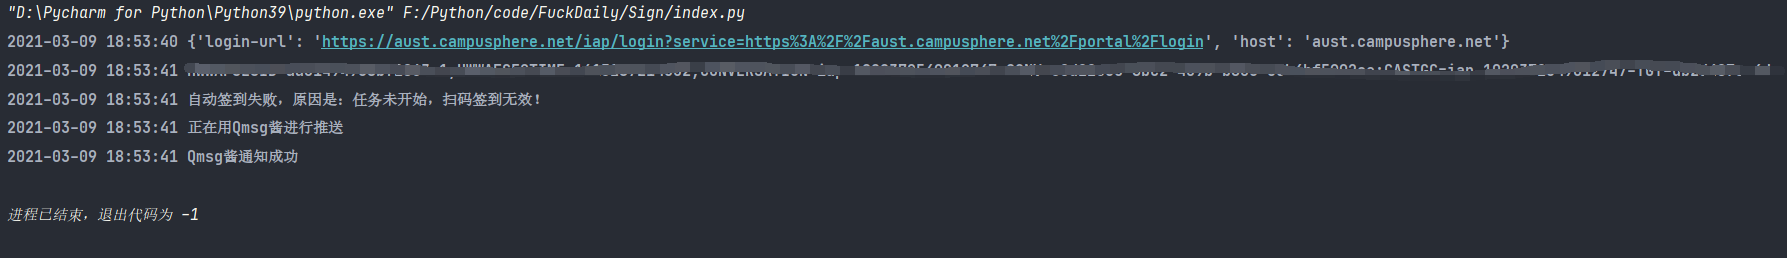 "D:\Pycharm for Python\Python39\python.exe" F:/Python/code/FuckDaily/Sign/index.py
2021-03-09 18:53:40 {'login-url': 'https://aust.campusphere.net/iap/login?service=https%3A%2F%2Faust.campusphere.net%2Fportal%2Flogin', 'host': 'aust.campusphere.net'}
2021-03-09 18:53:41
2021-03-09 18:53:41 自动签到失败，原因是：任务未开始，扫码签到无效！
2021-03-09 18:53:41 正在用Qmsg酱进行推送
2021-03-09 18:53:41 Qmsg酱通知成功
进程已结束，退出代码为 -1